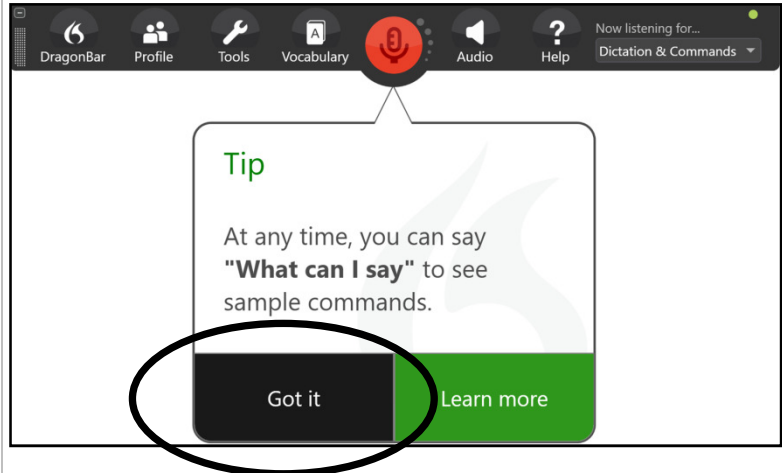 Now listening for...
DragonBar Profile Tools Vocabulary Audio Help Dictation & Commands
Tip
At any time, you can say
"What can I say" to see
sample commands.
Got it Learn more